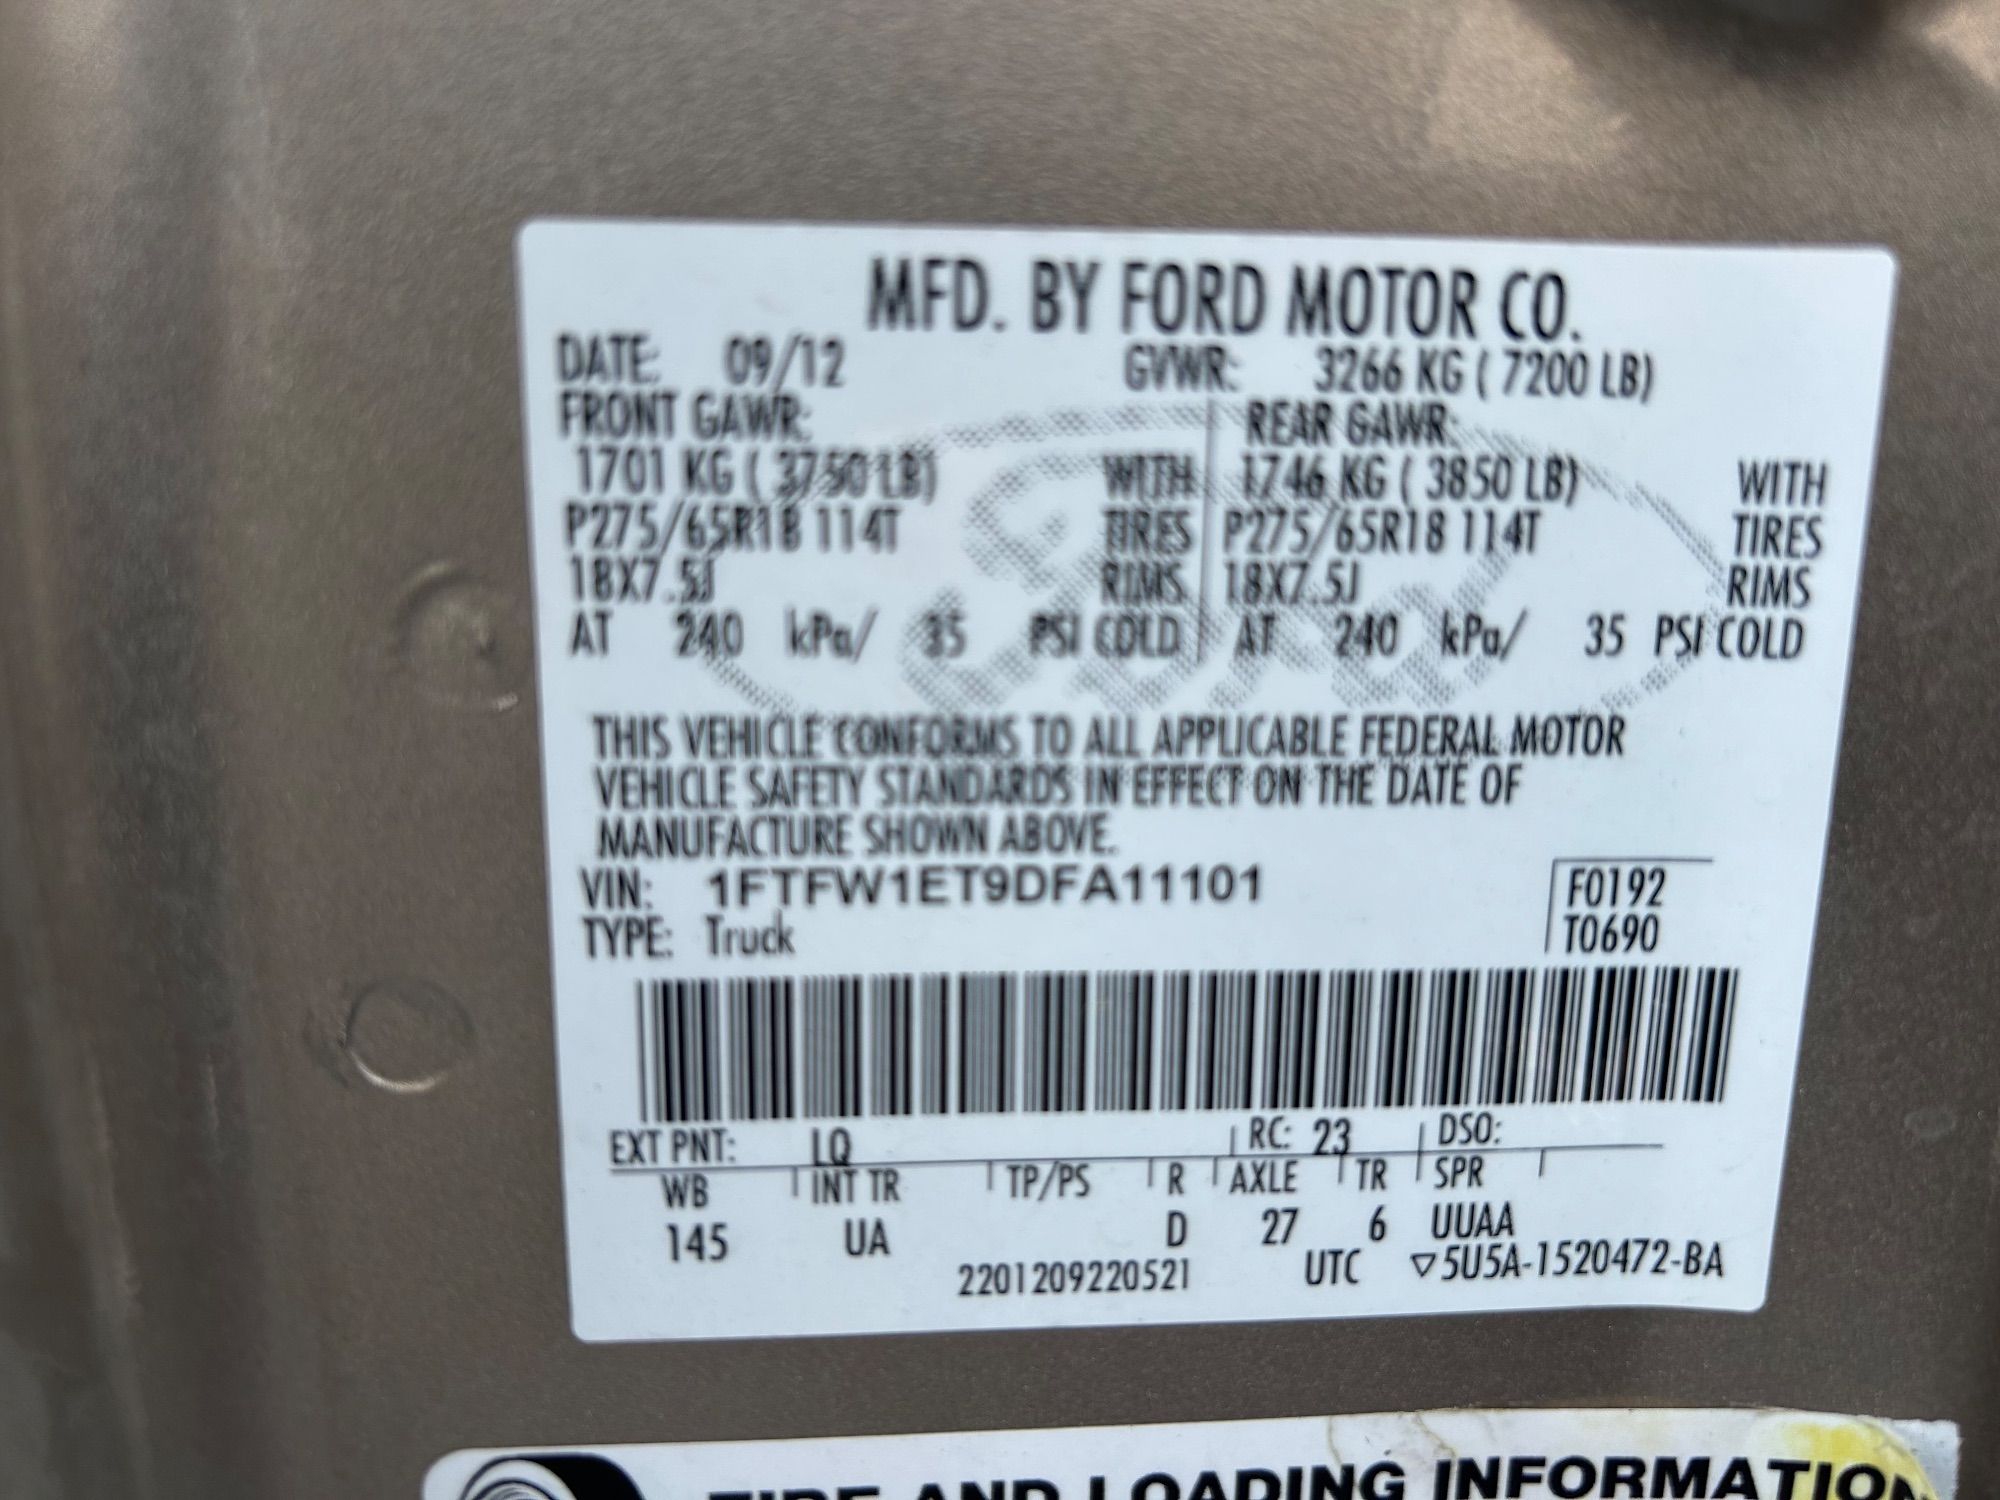 MFD. BY FORD MOTOR CO.
DATE: 09/12 GVWR: 3266 KG ( 7200 LB)
FRONT GAWR: REAR GAWR:
1701 KG ( 3750 LB) WITH 1746 KG ( 3850 LB) WITH
P275/65R18 114T TIRES P275/65R18 114T TIRES
18X7.5J RIMS 18X7.5J RIMS
AT 240 kPa/ 35 PSI COLD AT 240 kPa/ 35 PSI COLD
Ford
THIS VEHICLE CONFORMS TO ALL APPLICABLE FEDERAL MOTOR
VEHICLE SAFETY STANDARDS IN EFFECT ON THE DATE OF
MANUFACTURE SHOWN ABOVE.
VIN: 1FTFW1ET9DFA11101 F0192
TYPE: Truck T0690
EXT PNT: LQ RC: 23 DSO:
WB INT TR TP/PS R AXLE TR SPR
145 UA D 27 6 UUAA
2201209220521 UTC ▽5U5A-1520472-BA
TIRE AND LOADING INFORMATION